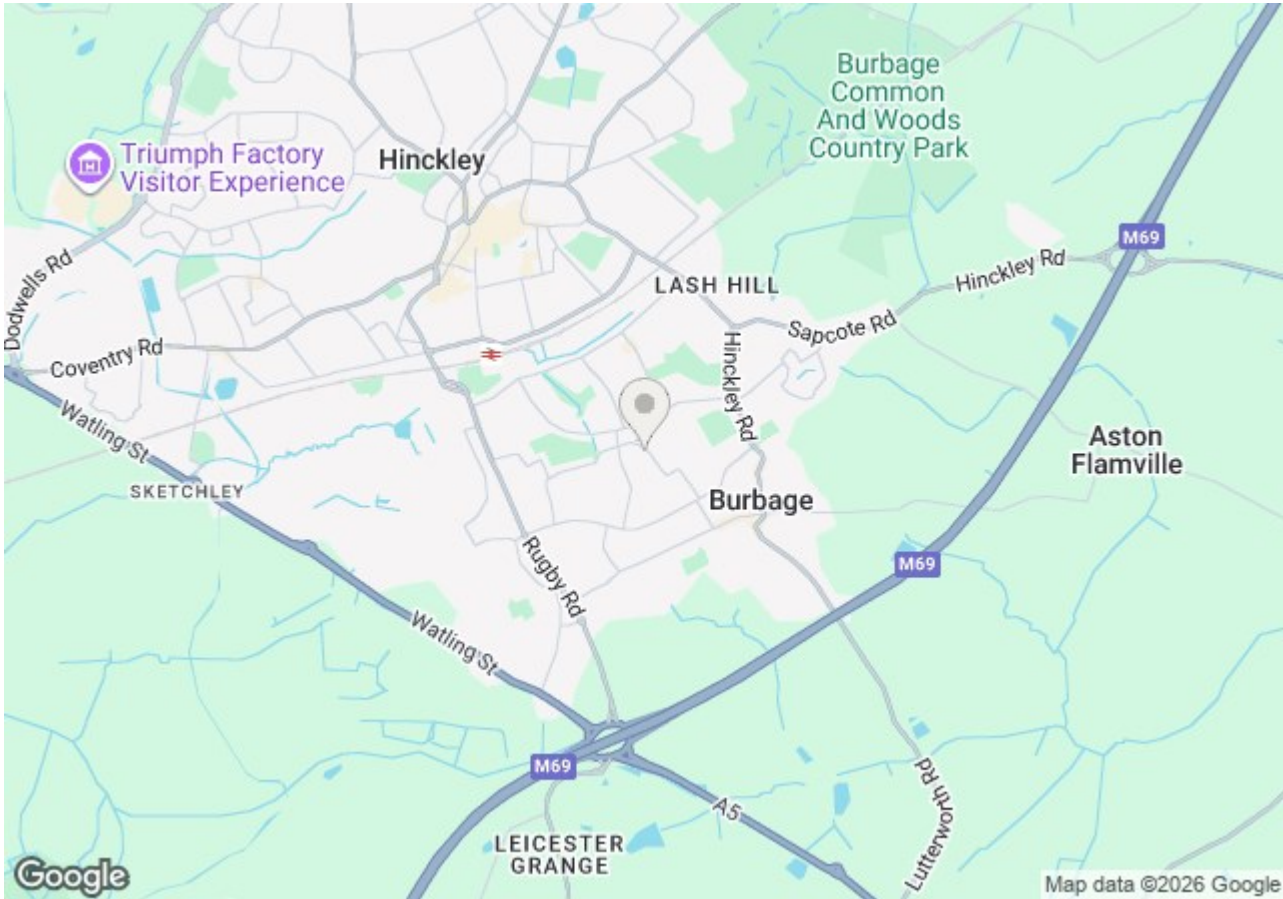 Burbage
Common
And Woods
Country Park
Triumph Factory
Visitor Experience
Hinckley
M69
Hinckley Rd
Dodwells Rd
LASH HILL
Sapcote Rd
Coventry Rd
Hinckley Rd
Watling St
Aston
Flamville
SKETCHLEY
Burbage
Rugby Rd
M69
Watling St
M69
A5
Lutterworth Rd
LEICESTER
GRANGE
Google
Map data ©2026 Google